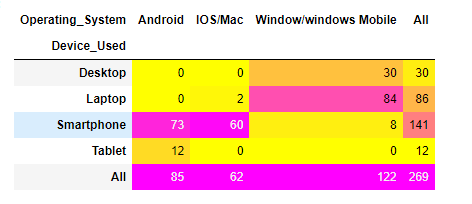 Operating_System Android IOS/Mac Window/windows Mobile All
Device_Used
Desktop 0 0 30 30
Laptop 0 2 84 86
Smartphone 73 60 8 141
Tablet 12 0 0 12
All 85 62 122 269